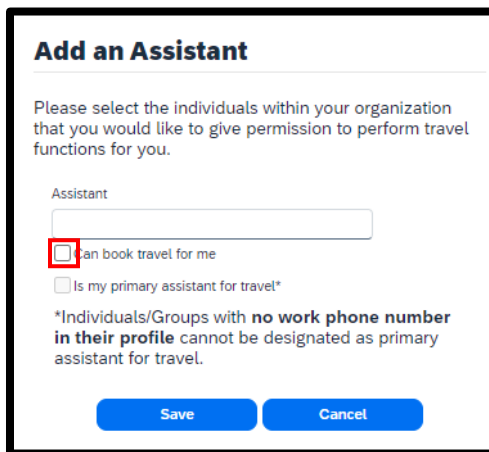 Add an Assistant
Please select the individuals within your organization
that you would like to give permission to perform travel
functions for you.
Assistant
Can book travel for me
Is my primary assistant for travel*
*Individuals/Groups with no work phone number
in their profile cannot be designated as primary
assistant for travel.
Save Cancel